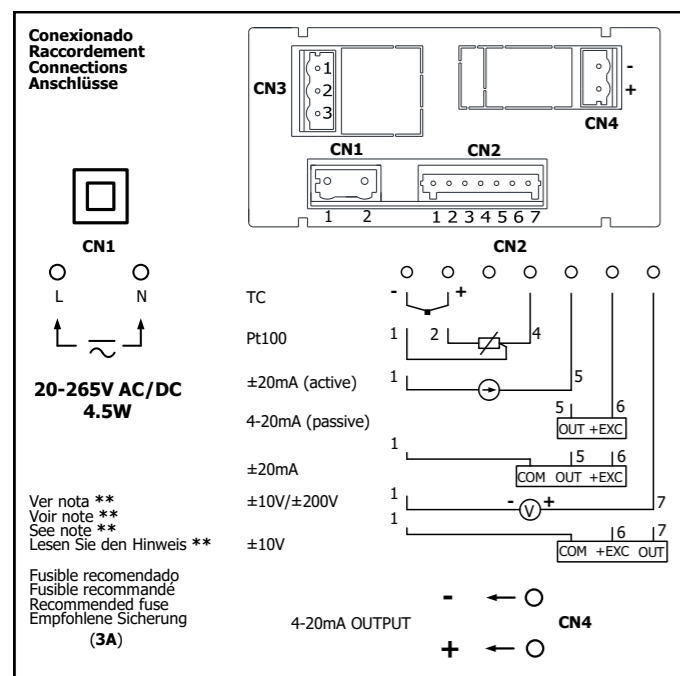 Conexionado
Raccordement
Connections
Anschlüsse
CN3
1
2
3
-
+
CN4
CN1
CN2
1 2
1 2 3 4 5 6 7
CN1
L N
20-265V AC/DC
4.5W
CN2
TC - +
Pt100 1 2 4
±20mA (active) 1 5
4-20mA (passive) 5 6
OUT +EXC
±20mA 1 5 6
COM OUT +EXC
±10V/±200V 1 - V + 7
±10V 1 6 7
COM +EXC OUT
Ver nota **
Voir note **
See note **
Lesen Sie den Hinweis **
Fusible recomendado
Fusible recommandé
Recommended fuse
Empfohlene Sicherung
(3A)
4-20mA OUTPUT
-
+
CN4